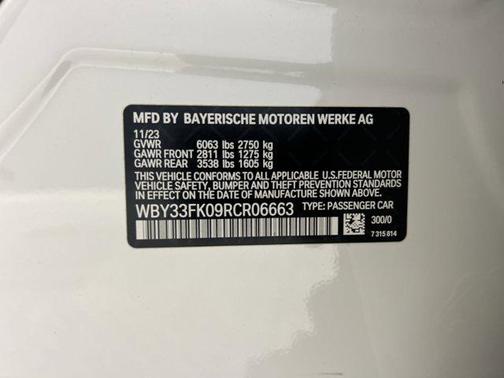 MFD BY BAYERISCHE MOTOREN WERKE AG
11/23
GVWR 6063 lbs 2750 kg
GAWR FRONT 2811 lbs 1275 kg
GAWR REAR 3538 lbs 1605 kg
THIS VEHICLE CONFORMS TO ALL APPLICABLE U.S.FEDERAL MOTOR
VEHICLE SAFETY, BUMPER, AND THEFT PREVENTION STANDARDS
IN EFFECT ON THE DATE OF MANUFACTURE SHOWN ABOVE.
WBY33FK09RCR06663 TYPE: PASSENGER CAR
300/0
7 315 814